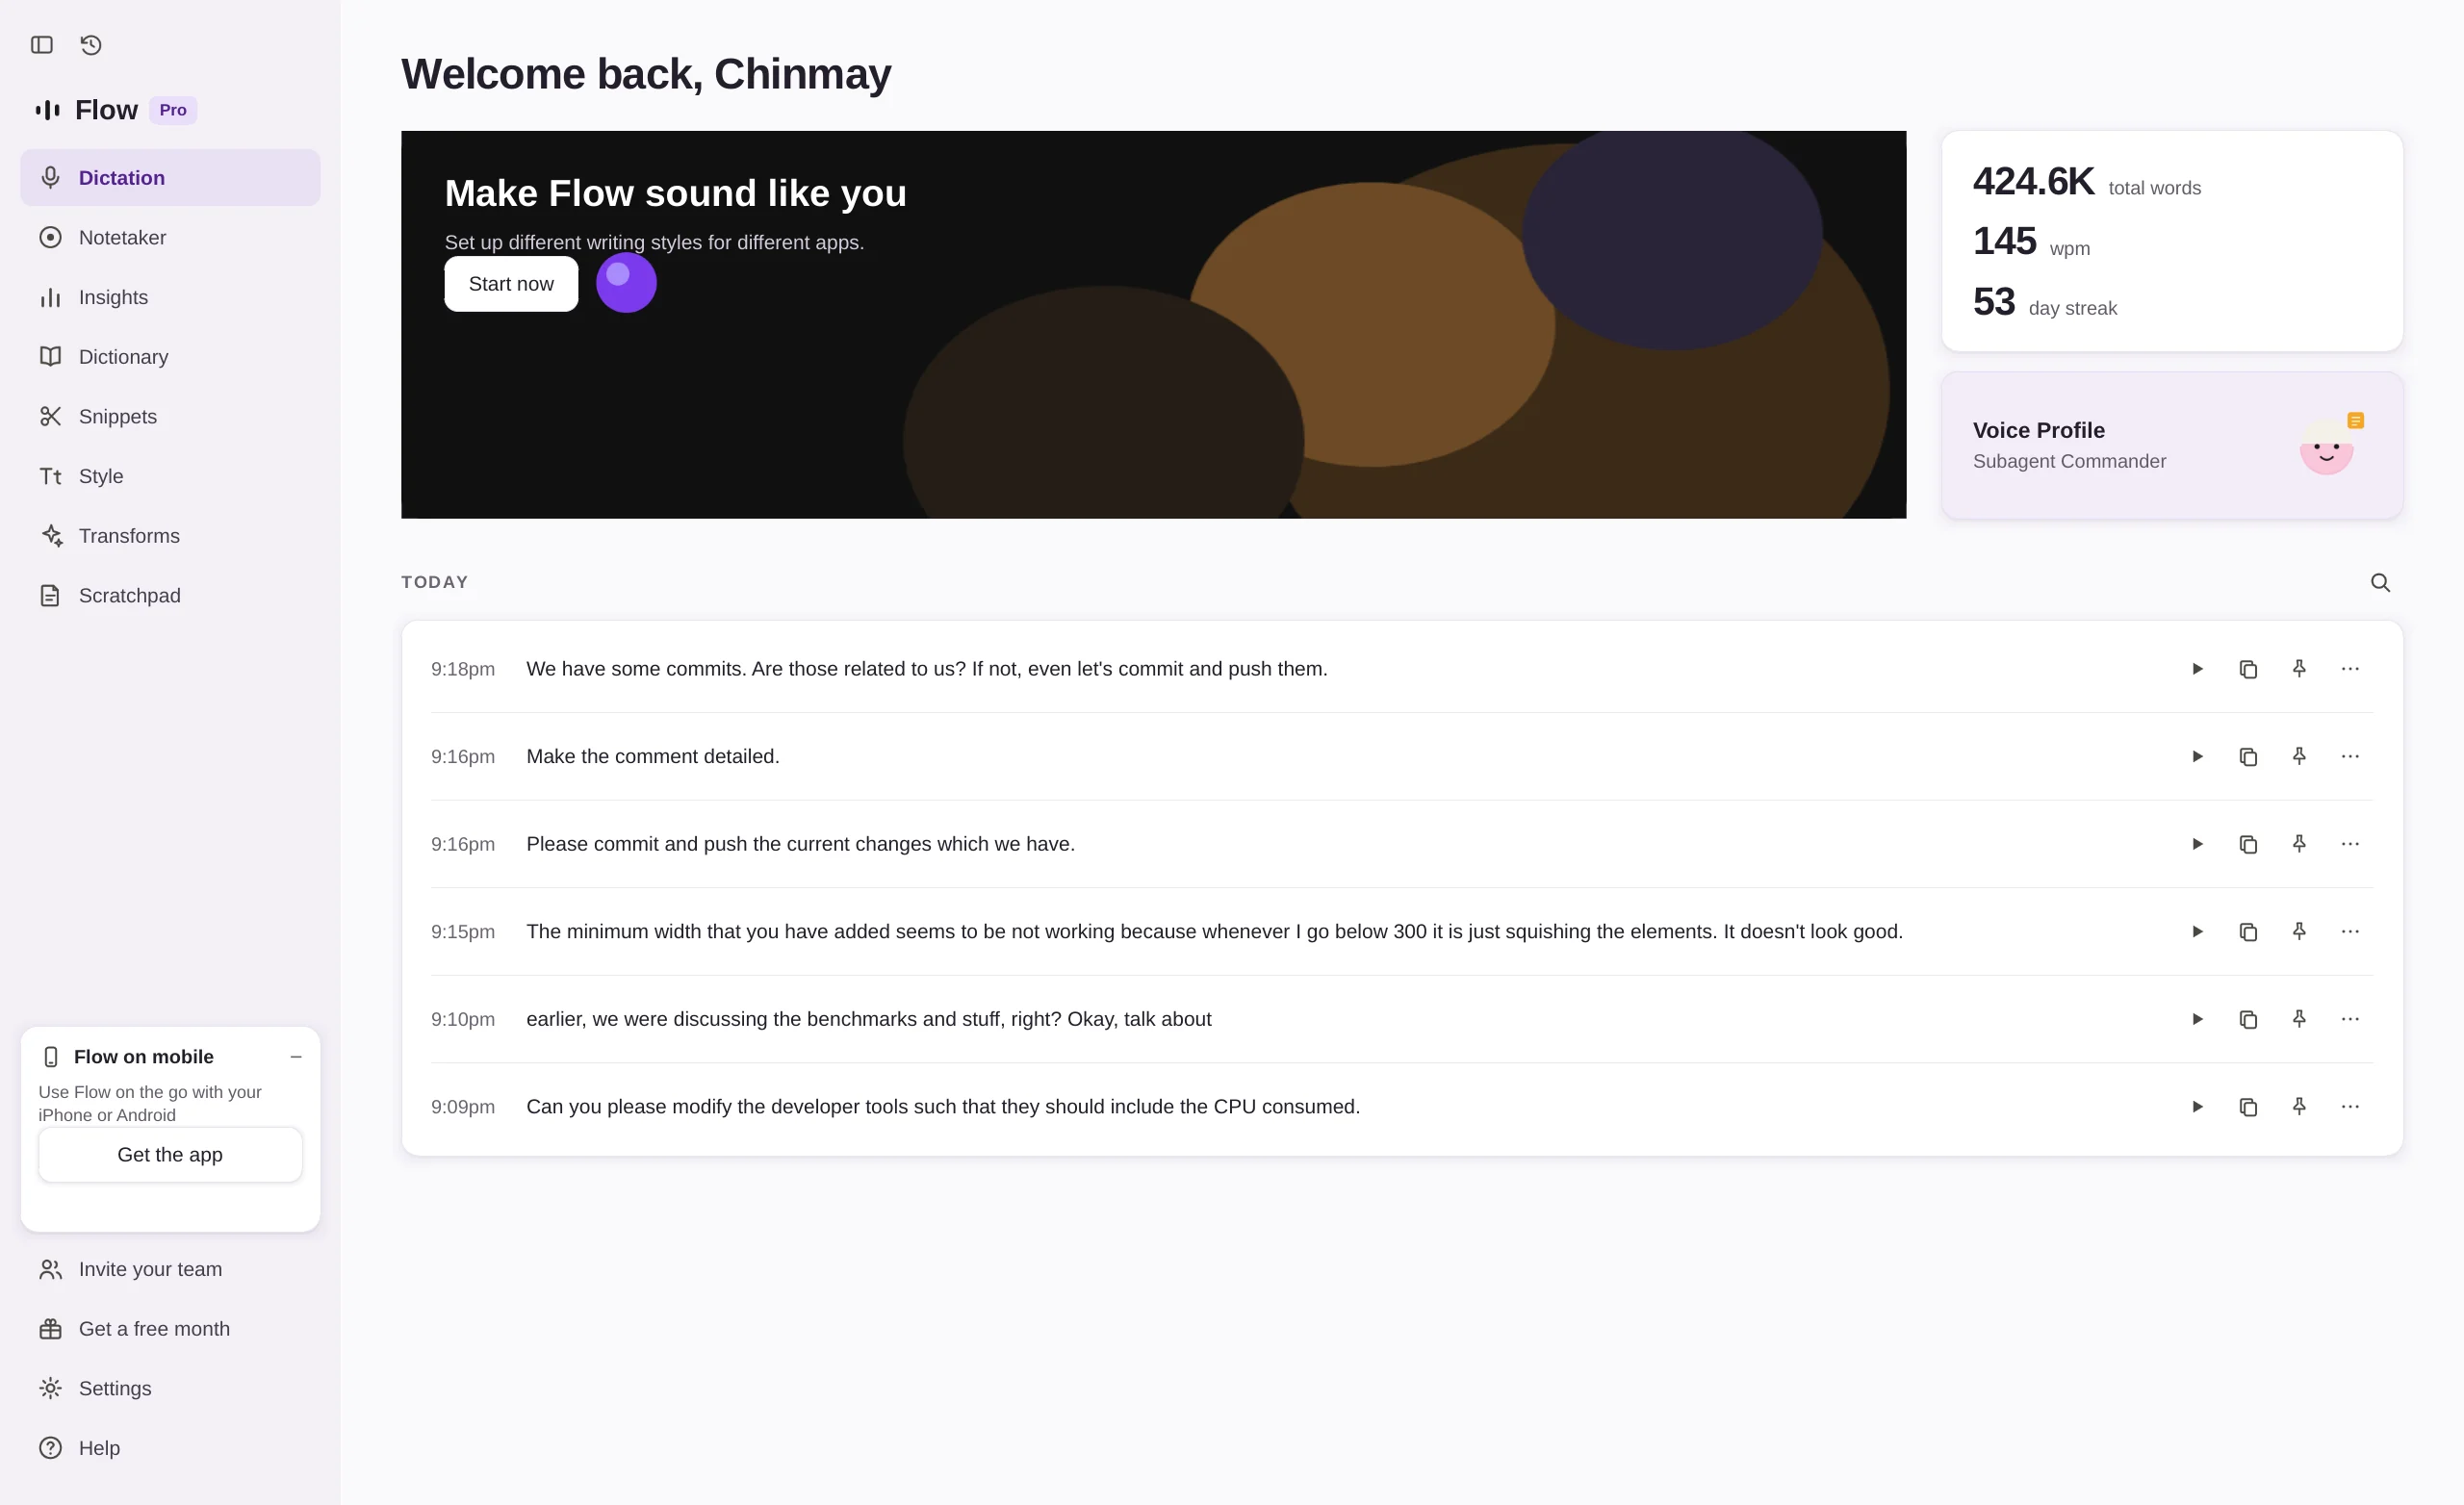 Flow Pro
Dictation
Notetaker
Insights
Dictionary
Snippets
Style
Transforms
Scratchpad
Flow on mobile
Use Flow on the go with your
iPhone or Android
Get the app
Invite your team
Get a free month
Settings
Help
Welcome back, Chinmay
Make Flow sound like you
Set up different writing styles for different apps.
Start now
424.6K total words
145 wpm
53 day streak
Voice Profile
Subagent Commander
TODAY
9:18pm We have some commits. Are those related to us? If not, even let's commit and push them.
9:16pm Make the comment detailed.
9:16pm Please commit and push the current changes which we have.
9:15pm The minimum width that you have added seems to be not working because whenever I go below 300 it is just squishing the elements. It doesn't look good.
9:10pm earlier, we were discussing the benchmarks and stuff, right? Okay, talk about
9:09pm Can you please modify the developer tools such that they should include the CPU consumed.